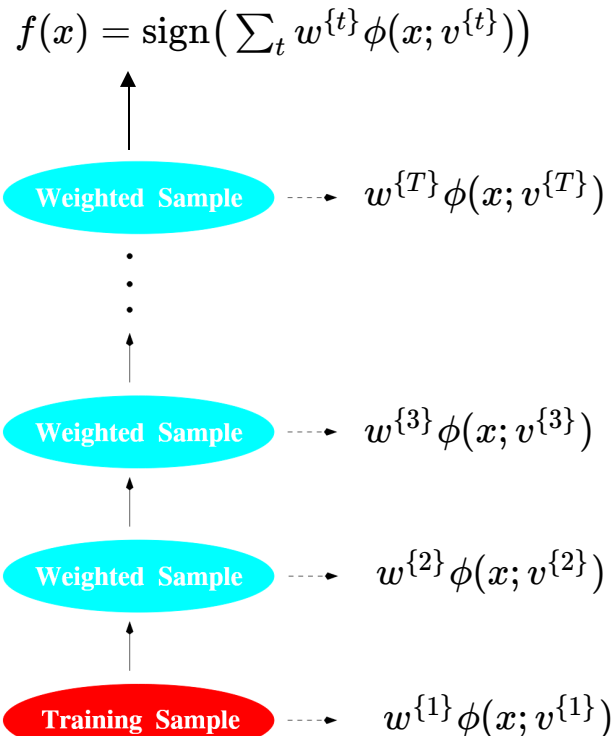 f(x) = sign( ∑_t w^{t} ϕ(x; v^{t}))
Weighted Sample w^{T} ϕ(x; v^{T})
Weighted Sample w^{3} ϕ(x; v^{3})
Weighted Sample w^{2} ϕ(x; v^{2})
Training Sample w^{1} ϕ(x; v^{1})